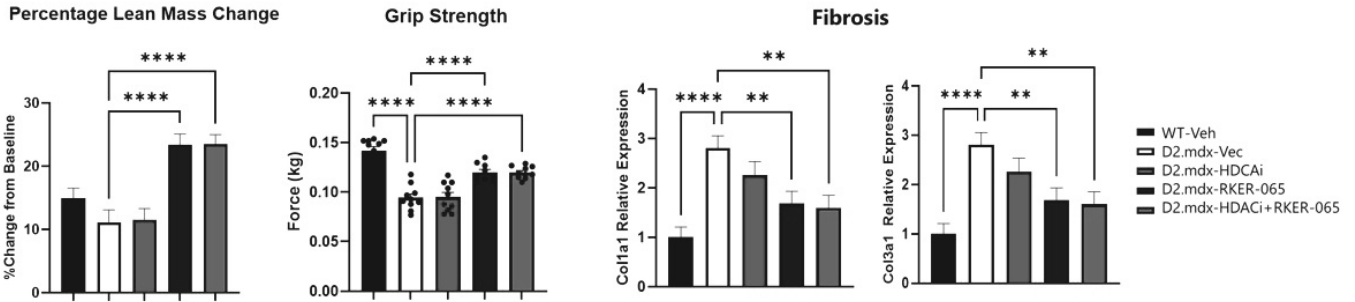 Percentage Lean Mass Change
Grip Strength
Fibrosis
%Change from Baseline
30
20
10
0
****
****
Force (kg)
0.20
0.15
0.10
0.05
0.00
****
****
****
Col1a1 Relative Expression
4
3
2
1
0
**
****
**
Col3a1 Relative Expression
4
3
2
1
0
**
****
**
WT-Veh
D2.mdx-Vec
D2.mdx-HDCAi
D2.mdx-RKER-065
D2.mdx-HDACi+RKER-065